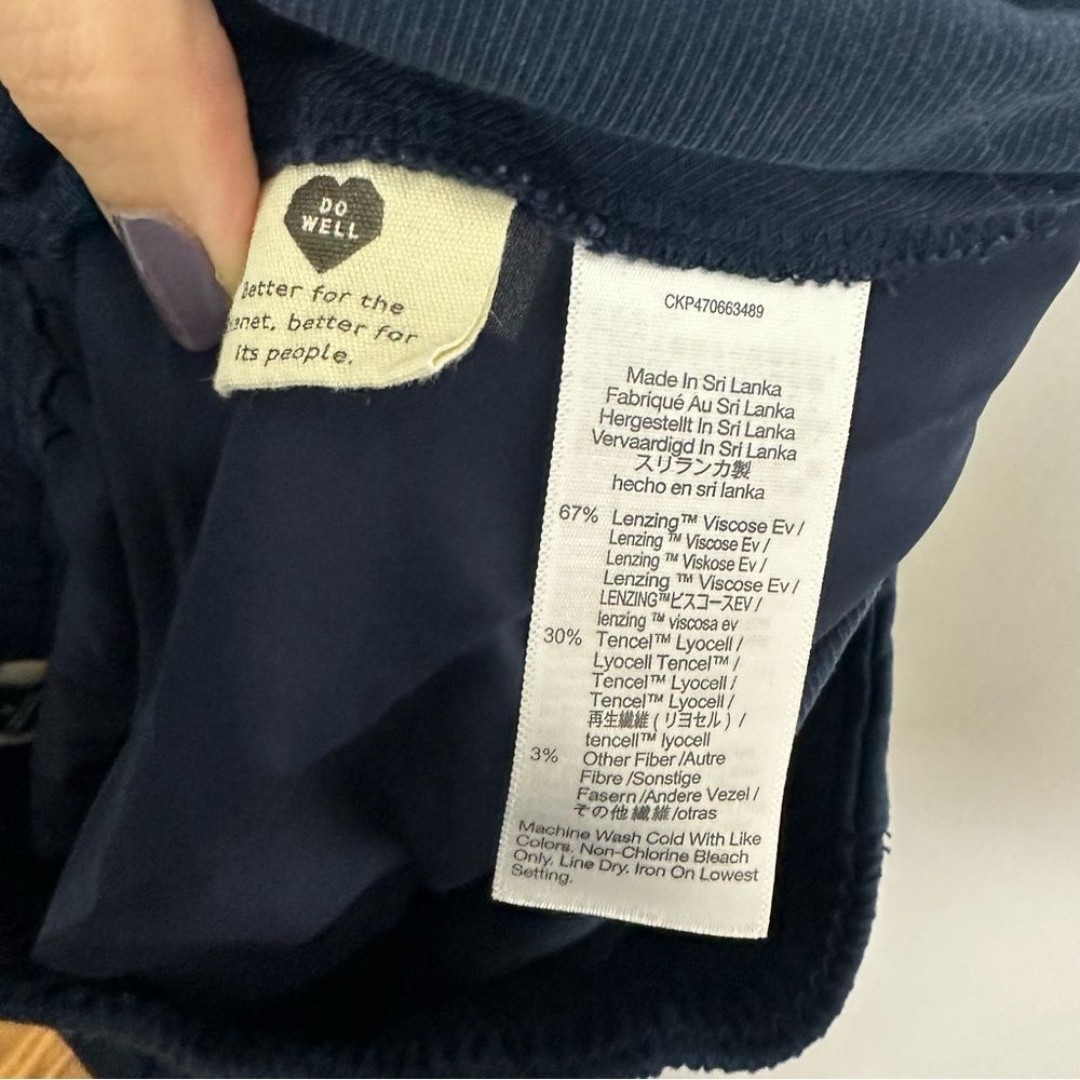 DO
WELL
Better for the
planet, better for
its people.
CKP470663489
Made In Sri Lanka
Fabriqué Au Sri Lanka
Hergestellt In Sri Lanka
Vervaardigd In Sri Lanka
スリランカ製
hecho en sri lanka
67% Lenzing™ Viscose Ev /
Lenzing ™ Viscose Ev /
Lenzing ™ Viskose Ev /
Lenzing ™ Viscose Ev /
LENZING™ビスコースEV /
lenzing ™ viscosa ev
30% Tencel™ Lyocell /
Lyocell Tencel™ /
Tencel™ Lyocell /
Tencel™ Lyocell /
再生繊維 ( リヨセル) /
tencell™ lyocell
3% Other Fiber /Autre
Fibre /Sonstige
Fasern /Andere Vezel /
その他 繊維 /otras
Machine Wash Cold With Like
Colors. Non-Chlorine Bleach
Only. Line Dry. Iron On Lowest
Setting.